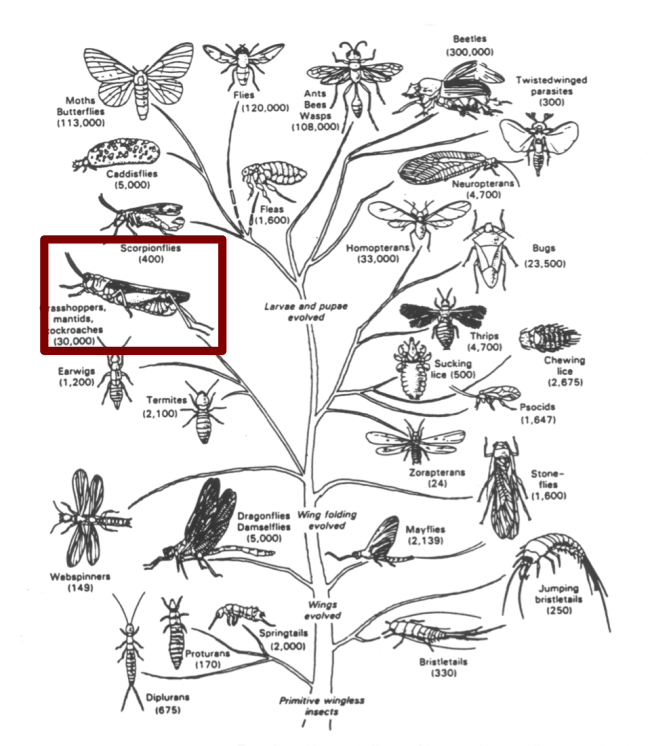 Beetles
(300,000)
Moths
Butterflies
(113,000)
Flies
(120,000)
Ants
Bees
Wasps
(108,000)
Twistedwinged
parasites
(300)
Caddisflies
(5,000)
Fleas
(1,600)
Neuropterans
(4,700)
Scorpionflies
(400)
Homopterans
(33,000)
Bugs
(23,500)
rasshoppers,
mantids,
ockroaches
(30,000)
Larvae and pupae
evolved
Thrips
(4,700)
Earwigs
(1,200)
Sucking
lice (500)
Chewing
lice
(2,675)
Termites
(2,100)
Psocids
(1,647)
Zorapterans
(24)
Stone-
flies
(1,600)
Dragonflies
Damselflies
(5,000)
Wing folding
evolved
Mayflies
(2,139)
Webspinners
(149)
Jumping
bristletails
(250)
Wings
evolved
Springtails
(2,000)
Proturans
(170)
Bristletails
(330)
Diplurans
(675)
Primitive wingless
insects